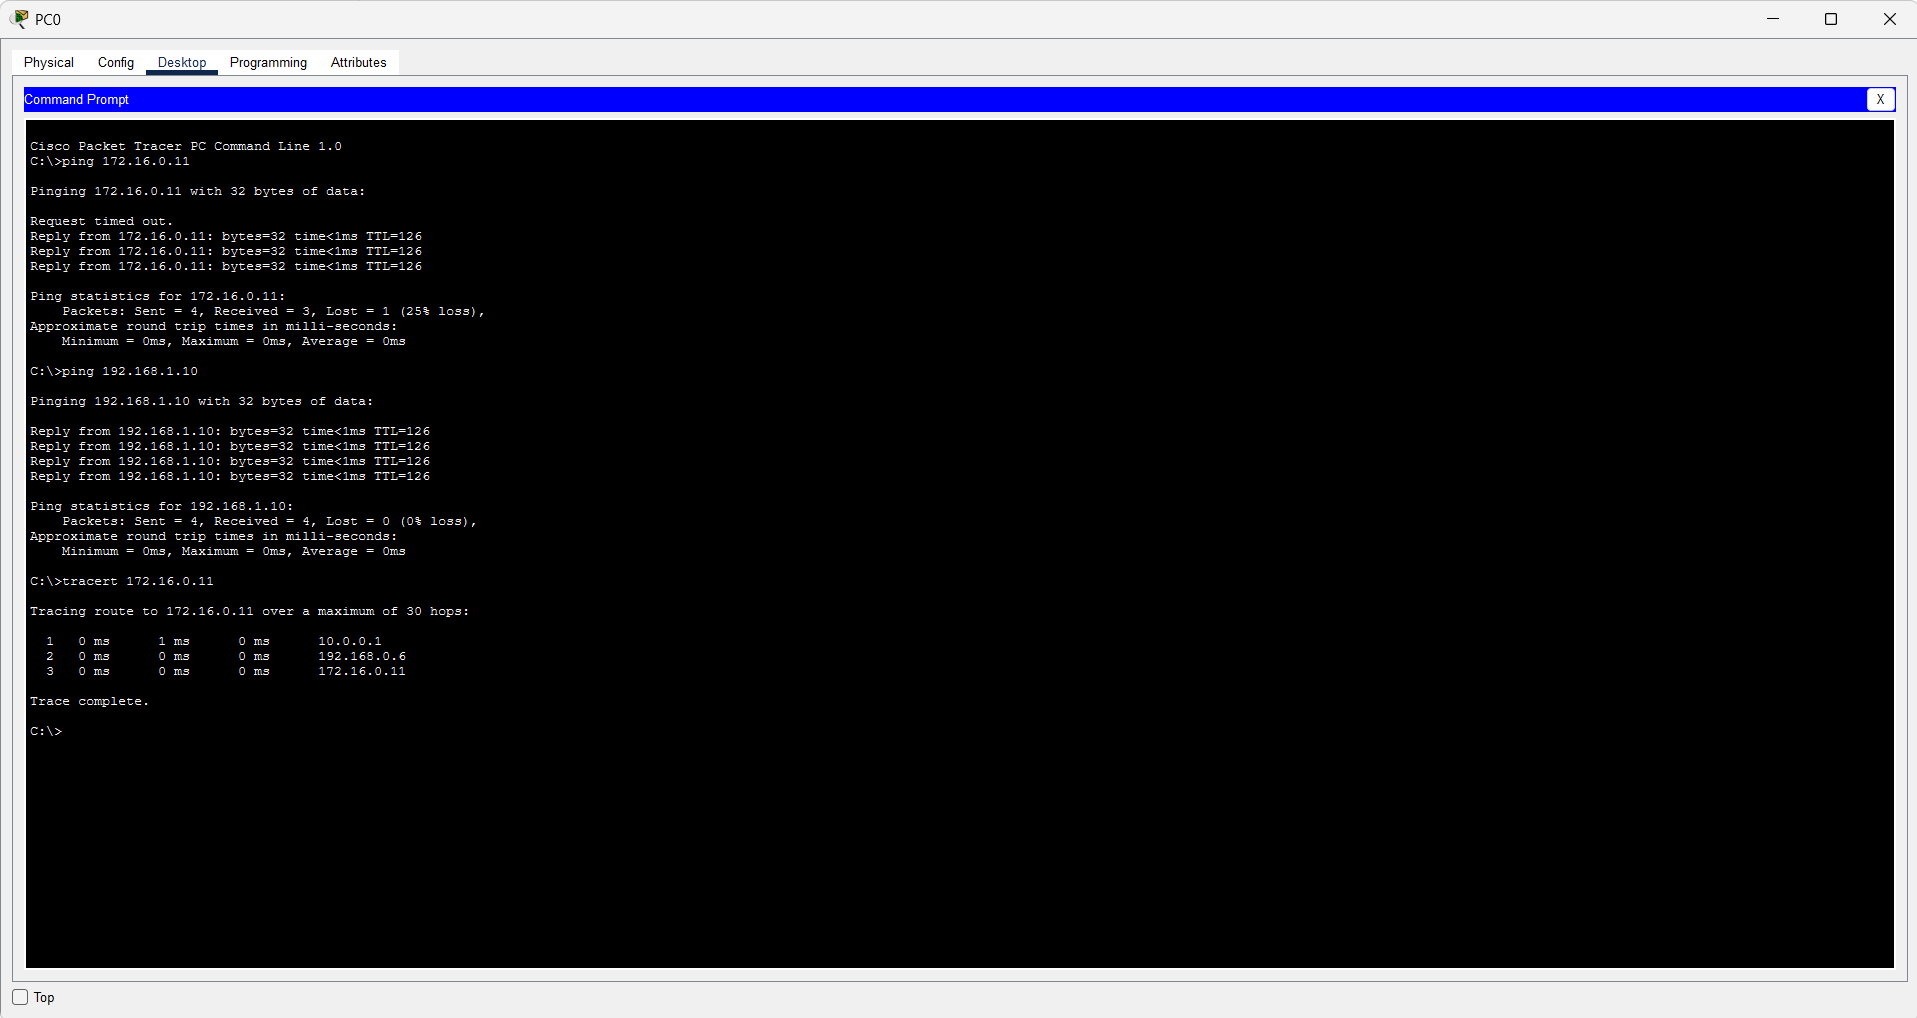 PC0
Physical Config Desktop Programming Attributes
Command Prompt X
Cisco Packet Tracer PC Command Line 1.0
C:\>ping 172.16.0.11
Pinging 172.16.0.11 with 32 bytes of data:
Request timed out.
Reply from 172.16.0.11: bytes=32 time<1ms TTL=126
Reply from 172.16.0.11: bytes=32 time<1ms TTL=126
Reply from 172.16.0.11: bytes=32 time<1ms TTL=126
Ping statistics for 172.16.0.11:
    Packets: Sent = 4, Received = 3, Lost = 1 (25% loss),
Approximate round trip times in milli-seconds:
    Minimum = 0ms, Maximum = 0ms, Average = 0ms
C:\>ping 192.168.1.10
Pinging 192.168.1.10 with 32 bytes of data:
Reply from 192.168.1.10: bytes=32 time<1ms TTL=126
Reply from 192.168.1.10: bytes=32 time<1ms TTL=126
Reply from 192.168.1.10: bytes=32 time<1ms TTL=126
Reply from 192.168.1.10: bytes=32 time<1ms TTL=126
Ping statistics for 192.168.1.10:
    Packets: Sent = 4, Received = 4, Lost = 0 (0% loss),
Approximate round trip times in milli-seconds:
    Minimum = 0ms, Maximum = 0ms, Average = 0ms
C:\>tracert 172.16.0.11
Tracing route to 172.16.0.11 over a maximum of 30 hops:
  1   0 ms      1 ms      0 ms      10.0.0.1
  2   0 ms      0 ms      0 ms      192.168.0.6
  3   0 ms      0 ms      0 ms      172.16.0.11
Trace complete.
C:\>
Top